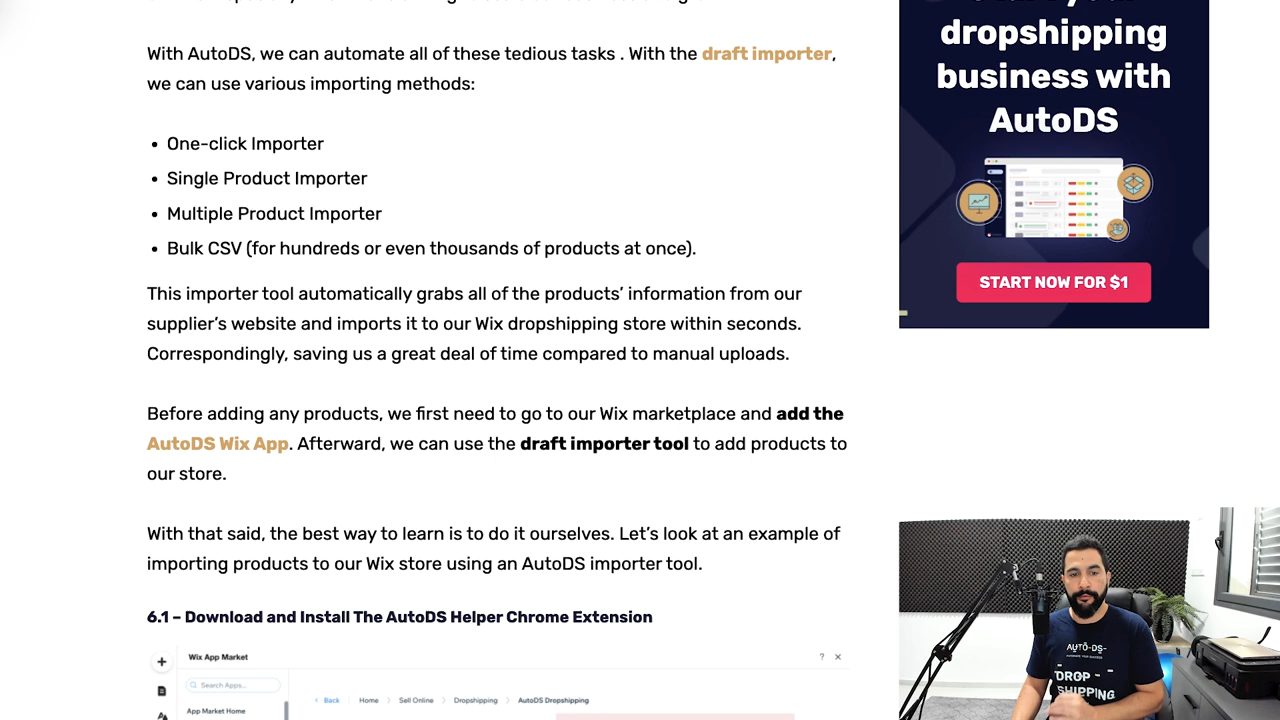 With AutoDS, we can automate all of these tedious tasks . With the draft importer,
we can use various importing methods:
• One-click Importer
• Single Product Importer
• Multiple Product Importer
• Bulk CSV (for hundreds or even thousands of products at once).
This importer tool automatically grabs all of the products’ information from our
supplier’s website and imports it to our Wix dropshipping store within seconds.
Correspondingly, saving us a great deal of time compared to manual uploads.
Before adding any products, we first need to go to our Wix marketplace and add the
AutoDS Wix App. Afterward, we can use the draft importer tool to add products to
our store.
With that said, the best way to learn is to do it ourselves. Let’s look at an example of
importing products to our Wix store using an AutoDS importer tool.
6.1 – Download and Install The AutoDS Helper Chrome Extension
Wix App Market
? ×
Search Apps...
App Market Home
‹ Back Home > Sell Online > Dropshipping > AutoDS Dropshipping
dropshipping
business with
AutoDS
START NOW FOR $1
AUTO-DS
DROP
SHIPPING